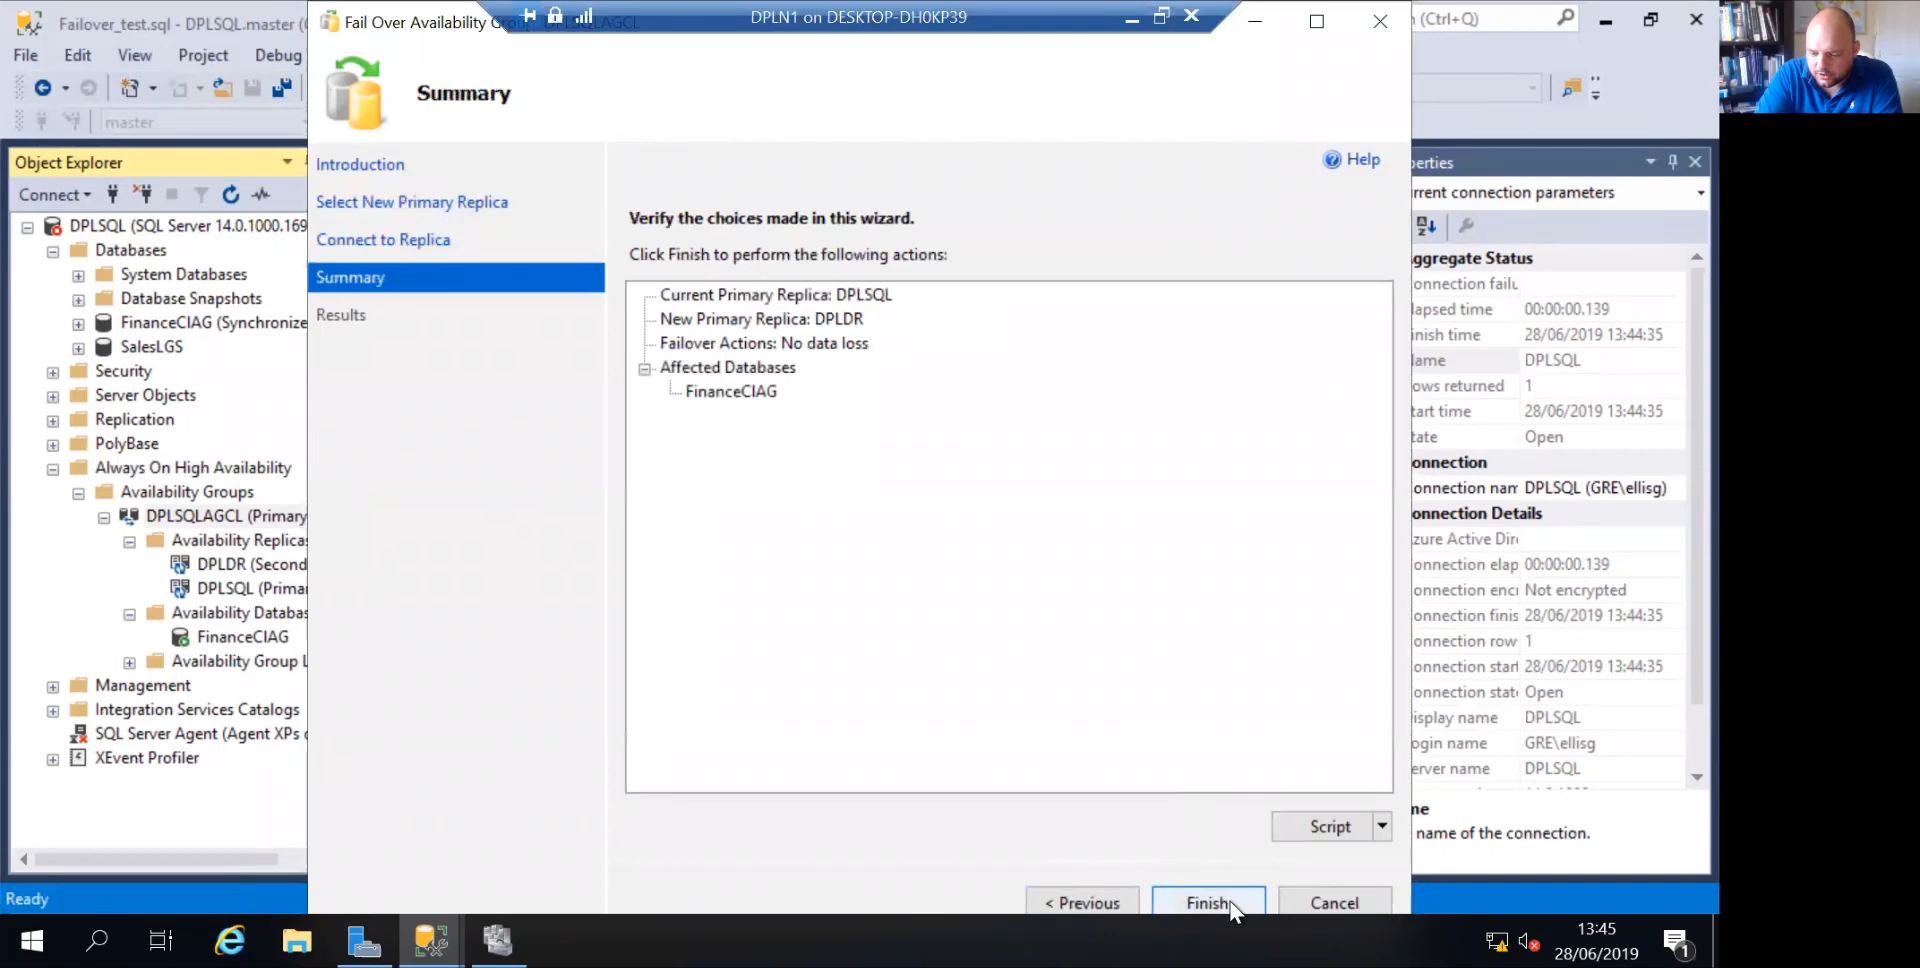 Failover_test.sql - DPLSQL.master (
Fail Over Availability Gro
DPLN1 on DESKTOP-DH0KP39
(Ctrl+Q)
File Edit View Project Debug
master
Summary
Object Explorer
Connect
DPLSQL (SQL Server 14.0.1000.169
Databases
System Databases
Database Snapshots
FinanceCIAG (Synchronize
SalesLGS
Security
Server Objects
Replication
PolyBase
Always On High Availability
Availability Groups
DPLSQLAGCL (Primary
Availability Replicas
DPLDR (Second
DPLSQL (Prima
Availability Databas
FinanceCIAG
Availability Group L
Management
Integration Services Catalogs
SQL Server Agent (Agent XPs
XEvent Profiler
Ready
Introduction
Select New Primary Replica
Connect to Replica
Summary
Results
Help
Verify the choices made in this wizard.
Click Finish to perform the following actions:
Current Primary Replica: DPLSQL
New Primary Replica: DPLDR
Failover Actions: No data loss
Affected Databases
FinanceCIAG
Script
< Previous Finish Cancel
erties
rrent connection parameters
ggregate Status
onnection failu
lapsed time 00:00:00.139
inish time 28/06/2019 13:44:35
ame DPLSQL
ows returned 1
tart time 28/06/2019 13:44:35
tate Open
onnection
onnection nam DPLSQL (GRE\ellisg)
onnection Details
zure Active Dir
onnection elap 00:00:00.139
onnection encr Not encrypted
onnection finis 28/06/2019 13:44:35
onnection row 1
onnection start 28/06/2019 13:44:35
onnection stat Open
isplay name DPLSQL
ogin name GRE\ellisg
erver name DPLSQL
me
name of the connection.
13:45
28/06/2019
1